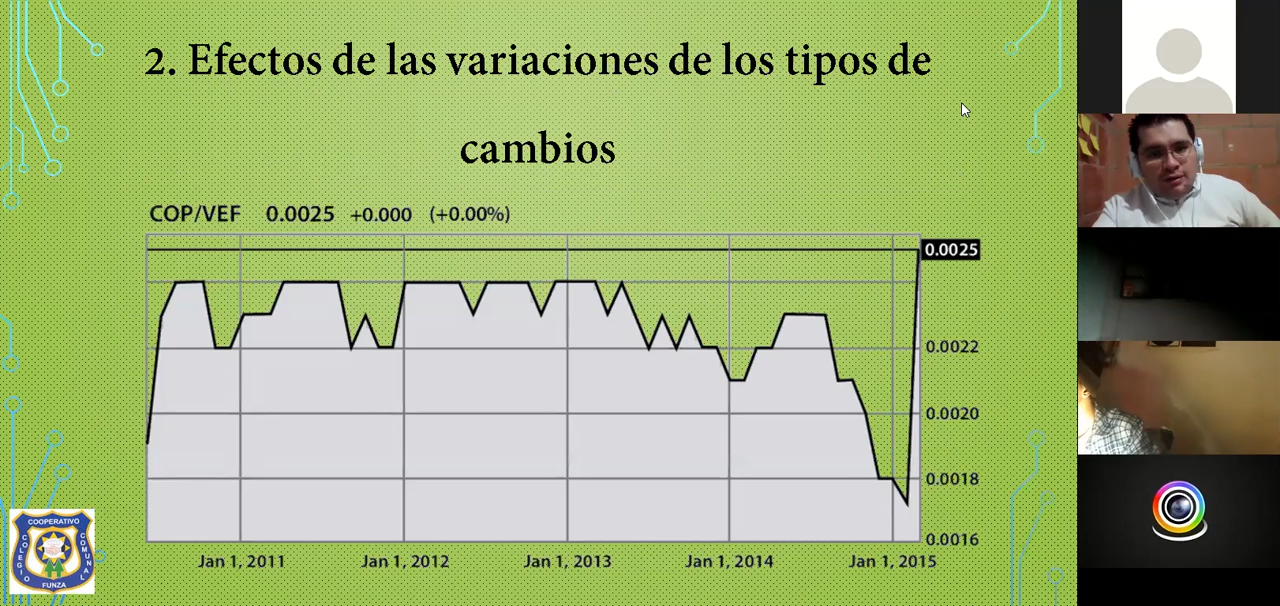 2. Efectos de las variaciones de los tipos de
cambios
COP/VEF 0.0025 +0.000 (+0.00%)
0.0025
0.0022
0.0020
0.0018
0.0016
Jan 1, 2011 Jan 1, 2012 Jan 1, 2013 Jan 1, 2014 Jan 1, 2015
COOPERATIVO
COLEGIO
COMUNAL
FUNZA